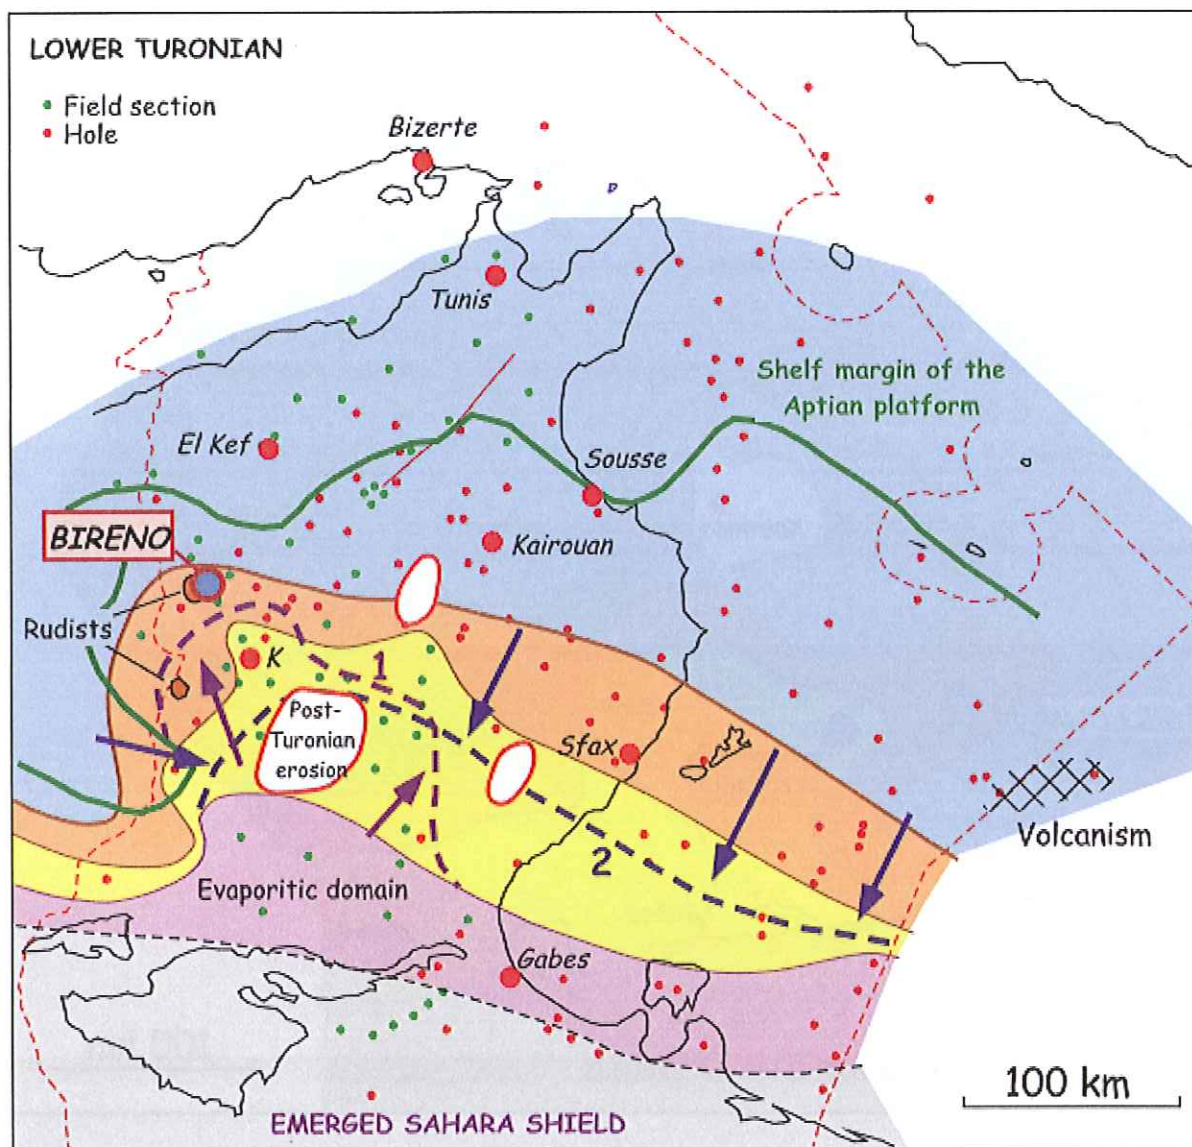 LOWER TURONIAN
Field section
Hole
Bizerte
Tunis
Shelf margin of the
Aptian platform
El Kef
Sousse
BIRENO
Kairouan
Rudists
K
1
Post-
Turonian
erosion
Sfax
Volcanism
2
Evaporitic domain
Gabes
100 km
EMERGED SAHARA SHIELD